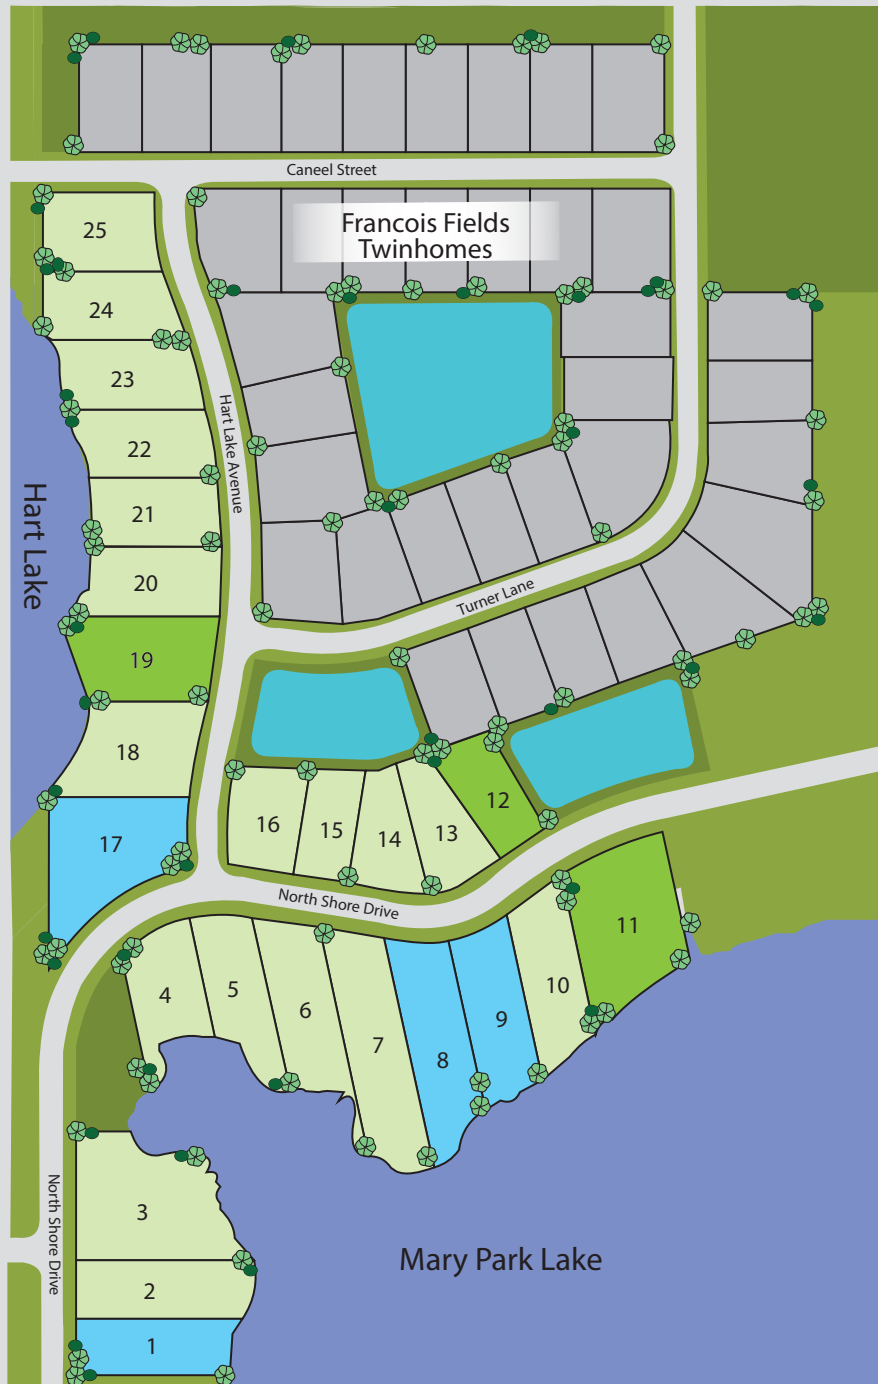 Caneel Street
Francois Fields
Twinhomes
25
24
23
22
21
20
19
18
17
Hart Lake
Hart Lake Avenue
Turner Lane
16
15
14
13
12
North Shore Drive
11
10
9
8
7
6
5
4
3
2
1
North Shore Drive
Mary Park Lake